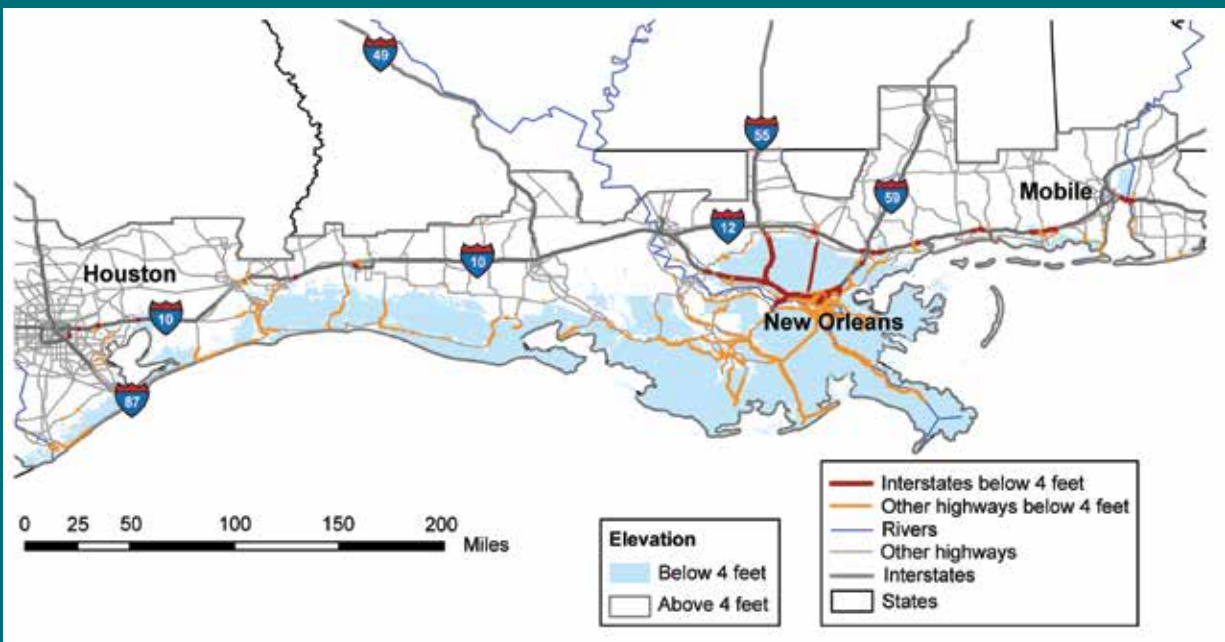 49
55
59
Mobile
12
10
Houston
10
New Orleans
87
0 25 50 100 150 200
Miles
Elevation
Below 4 feet
Above 4 feet
Interstates below 4 feet
Other highways below 4 feet
Rivers
Other highways
Interstates
States